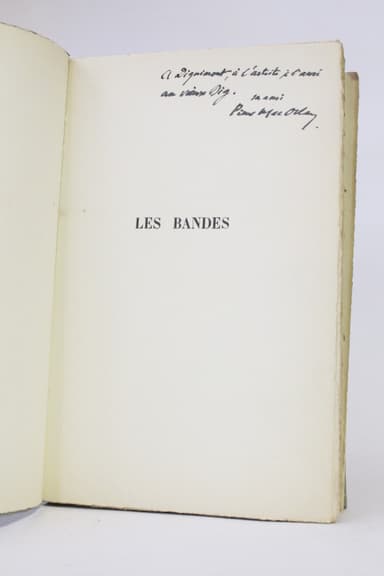 A Dignimont, à l'artiste, à l'ami
au vieux Dig.
son ami
Pierre Mac Orlan
LES BANDES